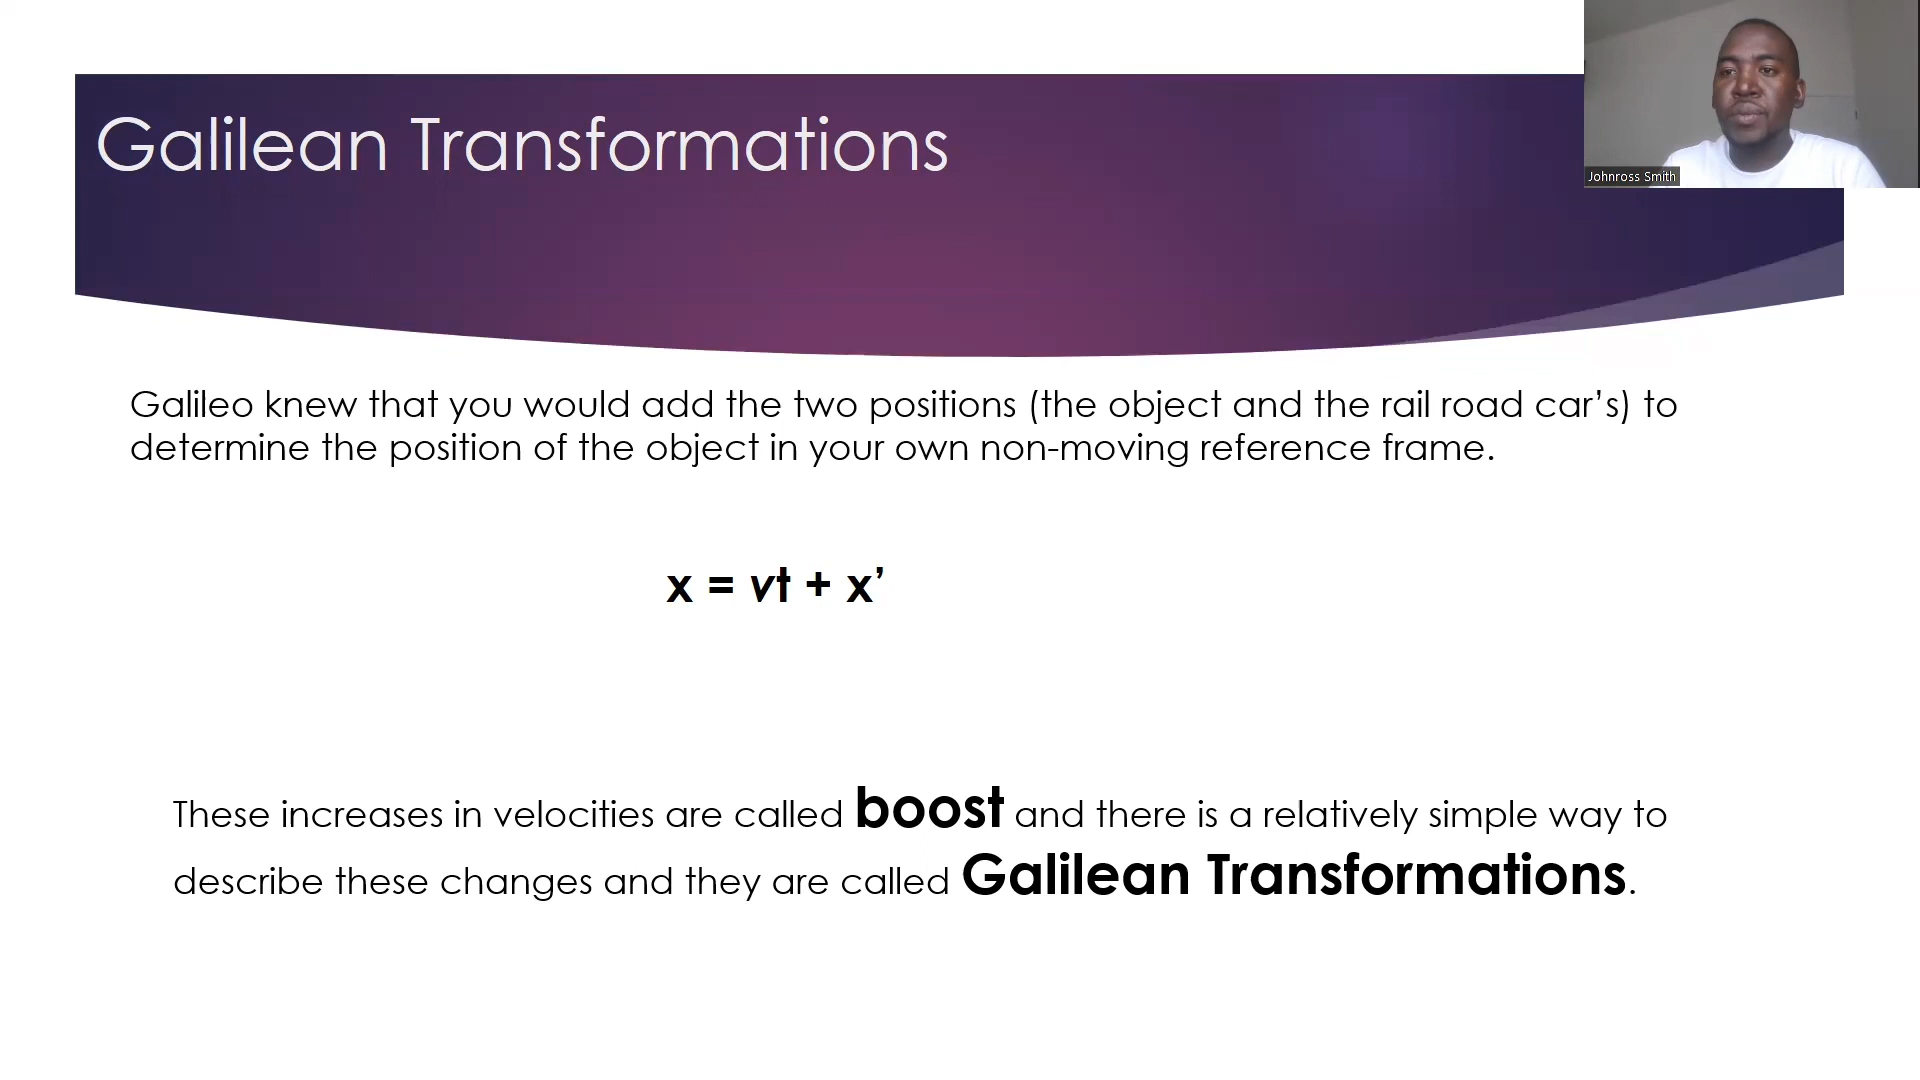 Galilean Transformations
Johnross Smith
Galileo knew that you would add the two positions (the object and the rail road car’s) to
determine the position of the object in your own non-moving reference frame.
x = vt + x’
These increases in velocities are called boost and there is a relatively simple way to
describe these changes and they are called Galilean Transformations.